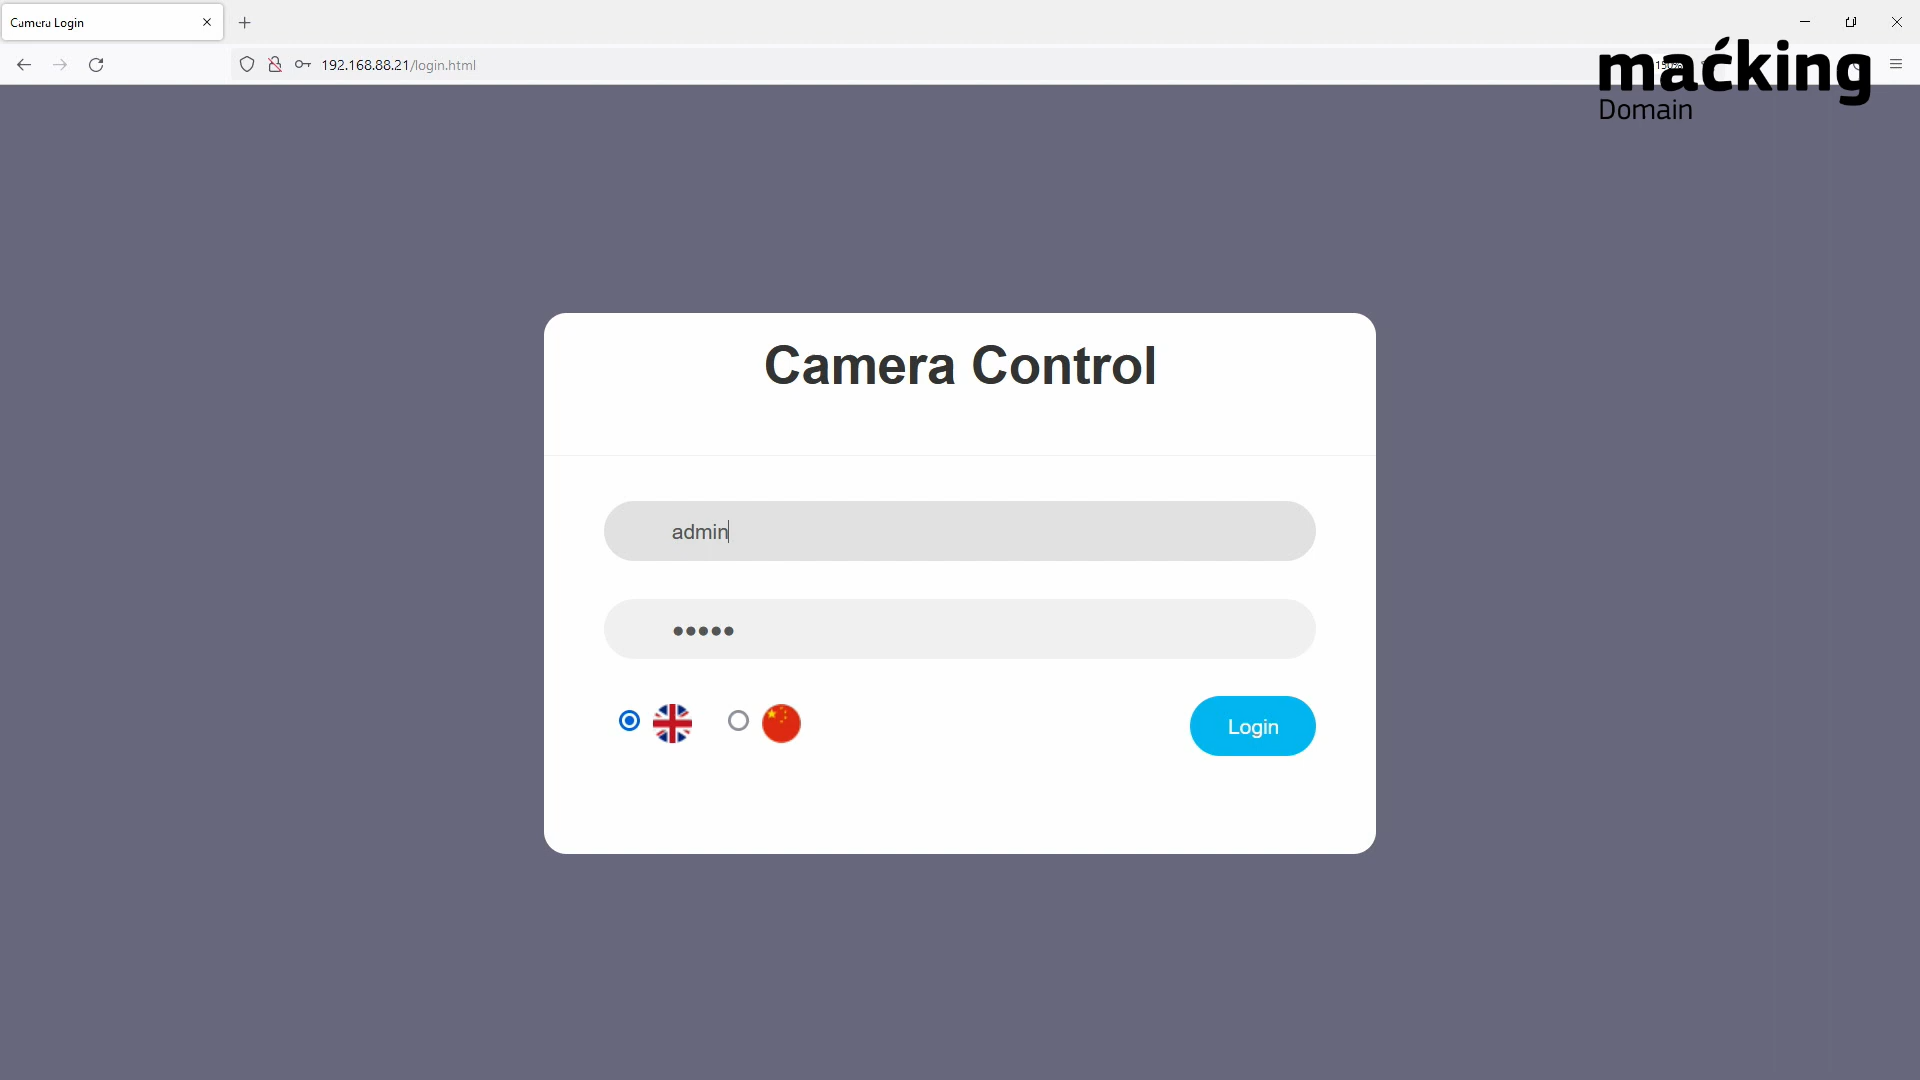 Camera Login
192.168.88.21/login.html
maćking
Domain
Camera Control
admin
•••••
Login